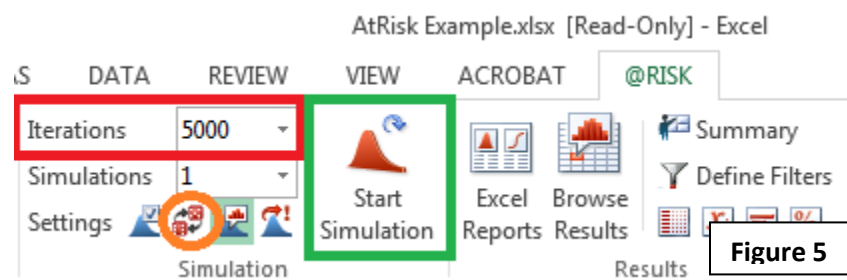 AtRisk Example.xlsx [Read-Only] - Excel
DATA REVIEW VIEW ACROBAT @RISK
Iterations 5000
Simulations 1
Settings
Start
Simulation
Simulation
Excel
Reports
Browse
Results
Summary
Define Filters
Results
Figure 5